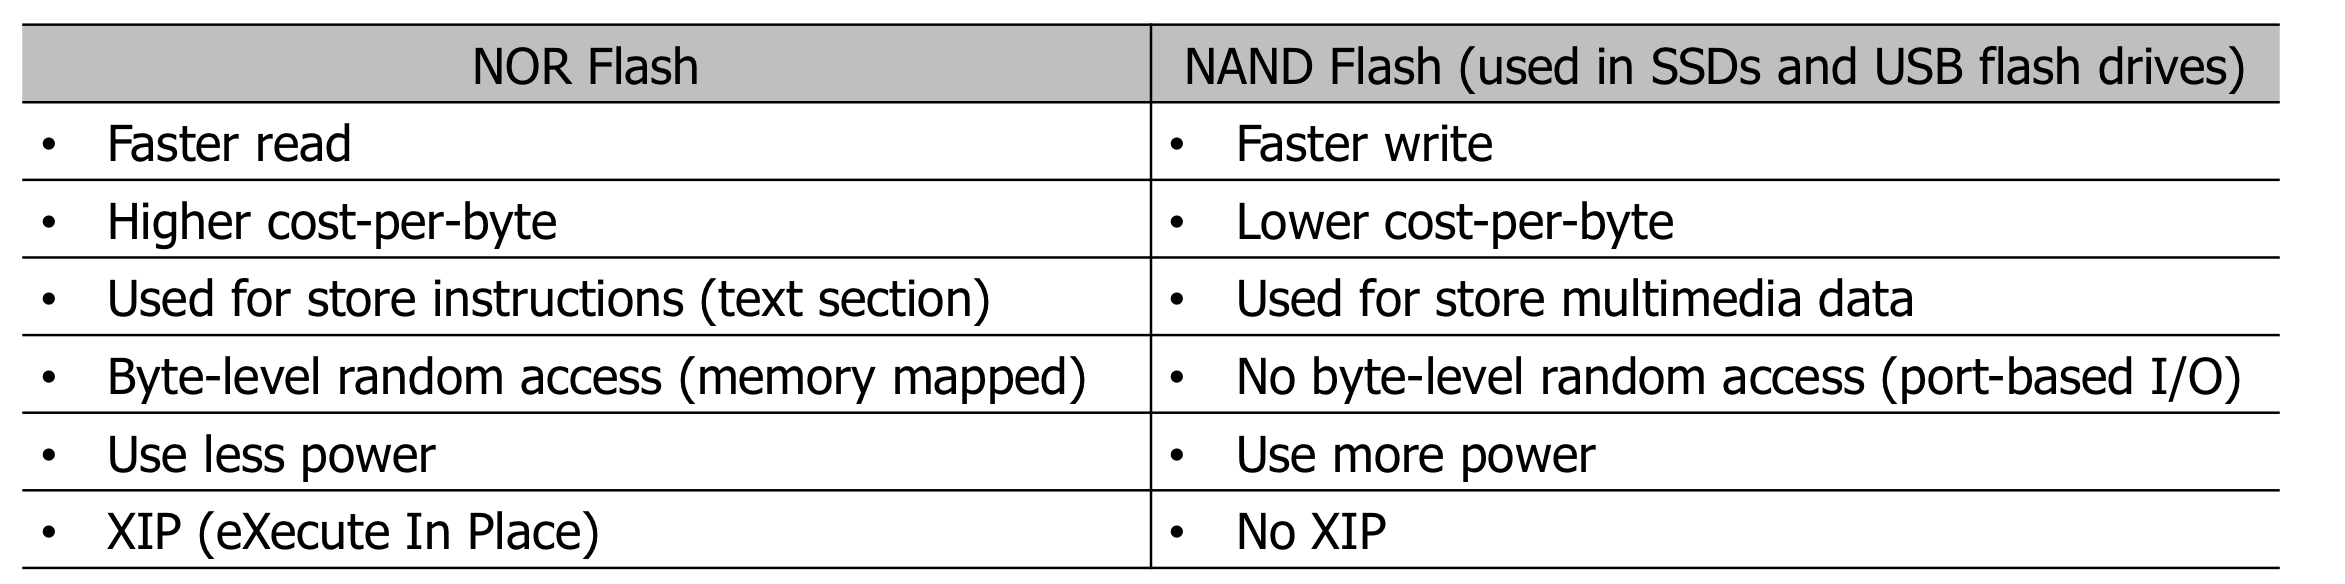 NOR Flash
NAND Flash (used in SSDs and USB flash drives)
• Faster read
• Faster write
• Higher cost-per-byte
• Lower cost-per-byte
• Used for store instructions (text section)
• Used for store multimedia data
• Byte-level random access (memory mapped)
• No byte-level random access (port-based I/O)
• Use less power
• Use more power
• XIP (eXecute In Place)
• No XIP